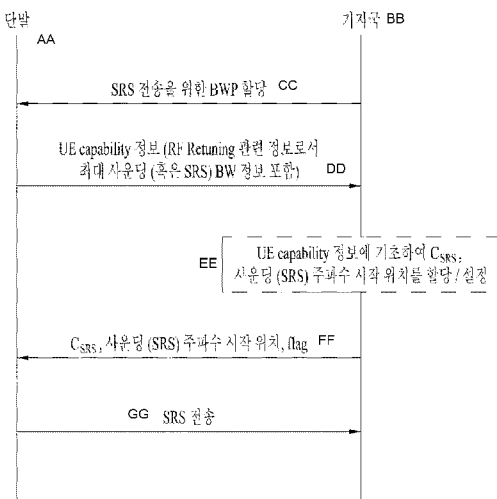 단말 AA 기지국 BB
SRS 전송을 위한 BWP 할당 CC
UE capability 정보 (RF Retuning 관련 정보로서
최대 사운딩 (혹은 SRS) BW 정보 포함) DD
EE UE capability 정보에 기초하여 C_SRS,
사운딩 (SRS) 주파수 시작 위치를 할당 / 설정
C_SRS, 사운딩 (SRS) 주파수 시작 위치, flag FF
GG SRS 전송